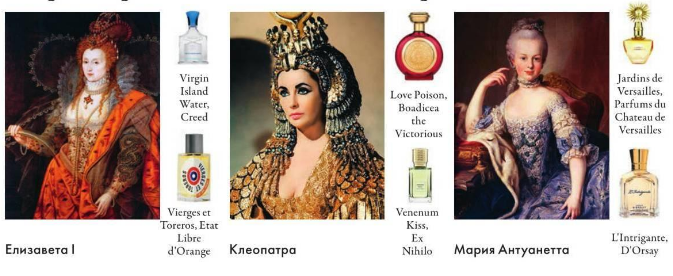 Virgin
Island
Water,
Creed
Vierges et
Toreros, Etat
Libre
d'Orange
Елизавета I
Love Poison,
Boadicea
the
Victorious
Venenum
Kiss,
Ex
Nihilo
Клеопатра
Jardins de
Versailles,
Parfums du
Chateau de
Versailles
L'Intrigante,
D'Orsay
Мария Антуанетта